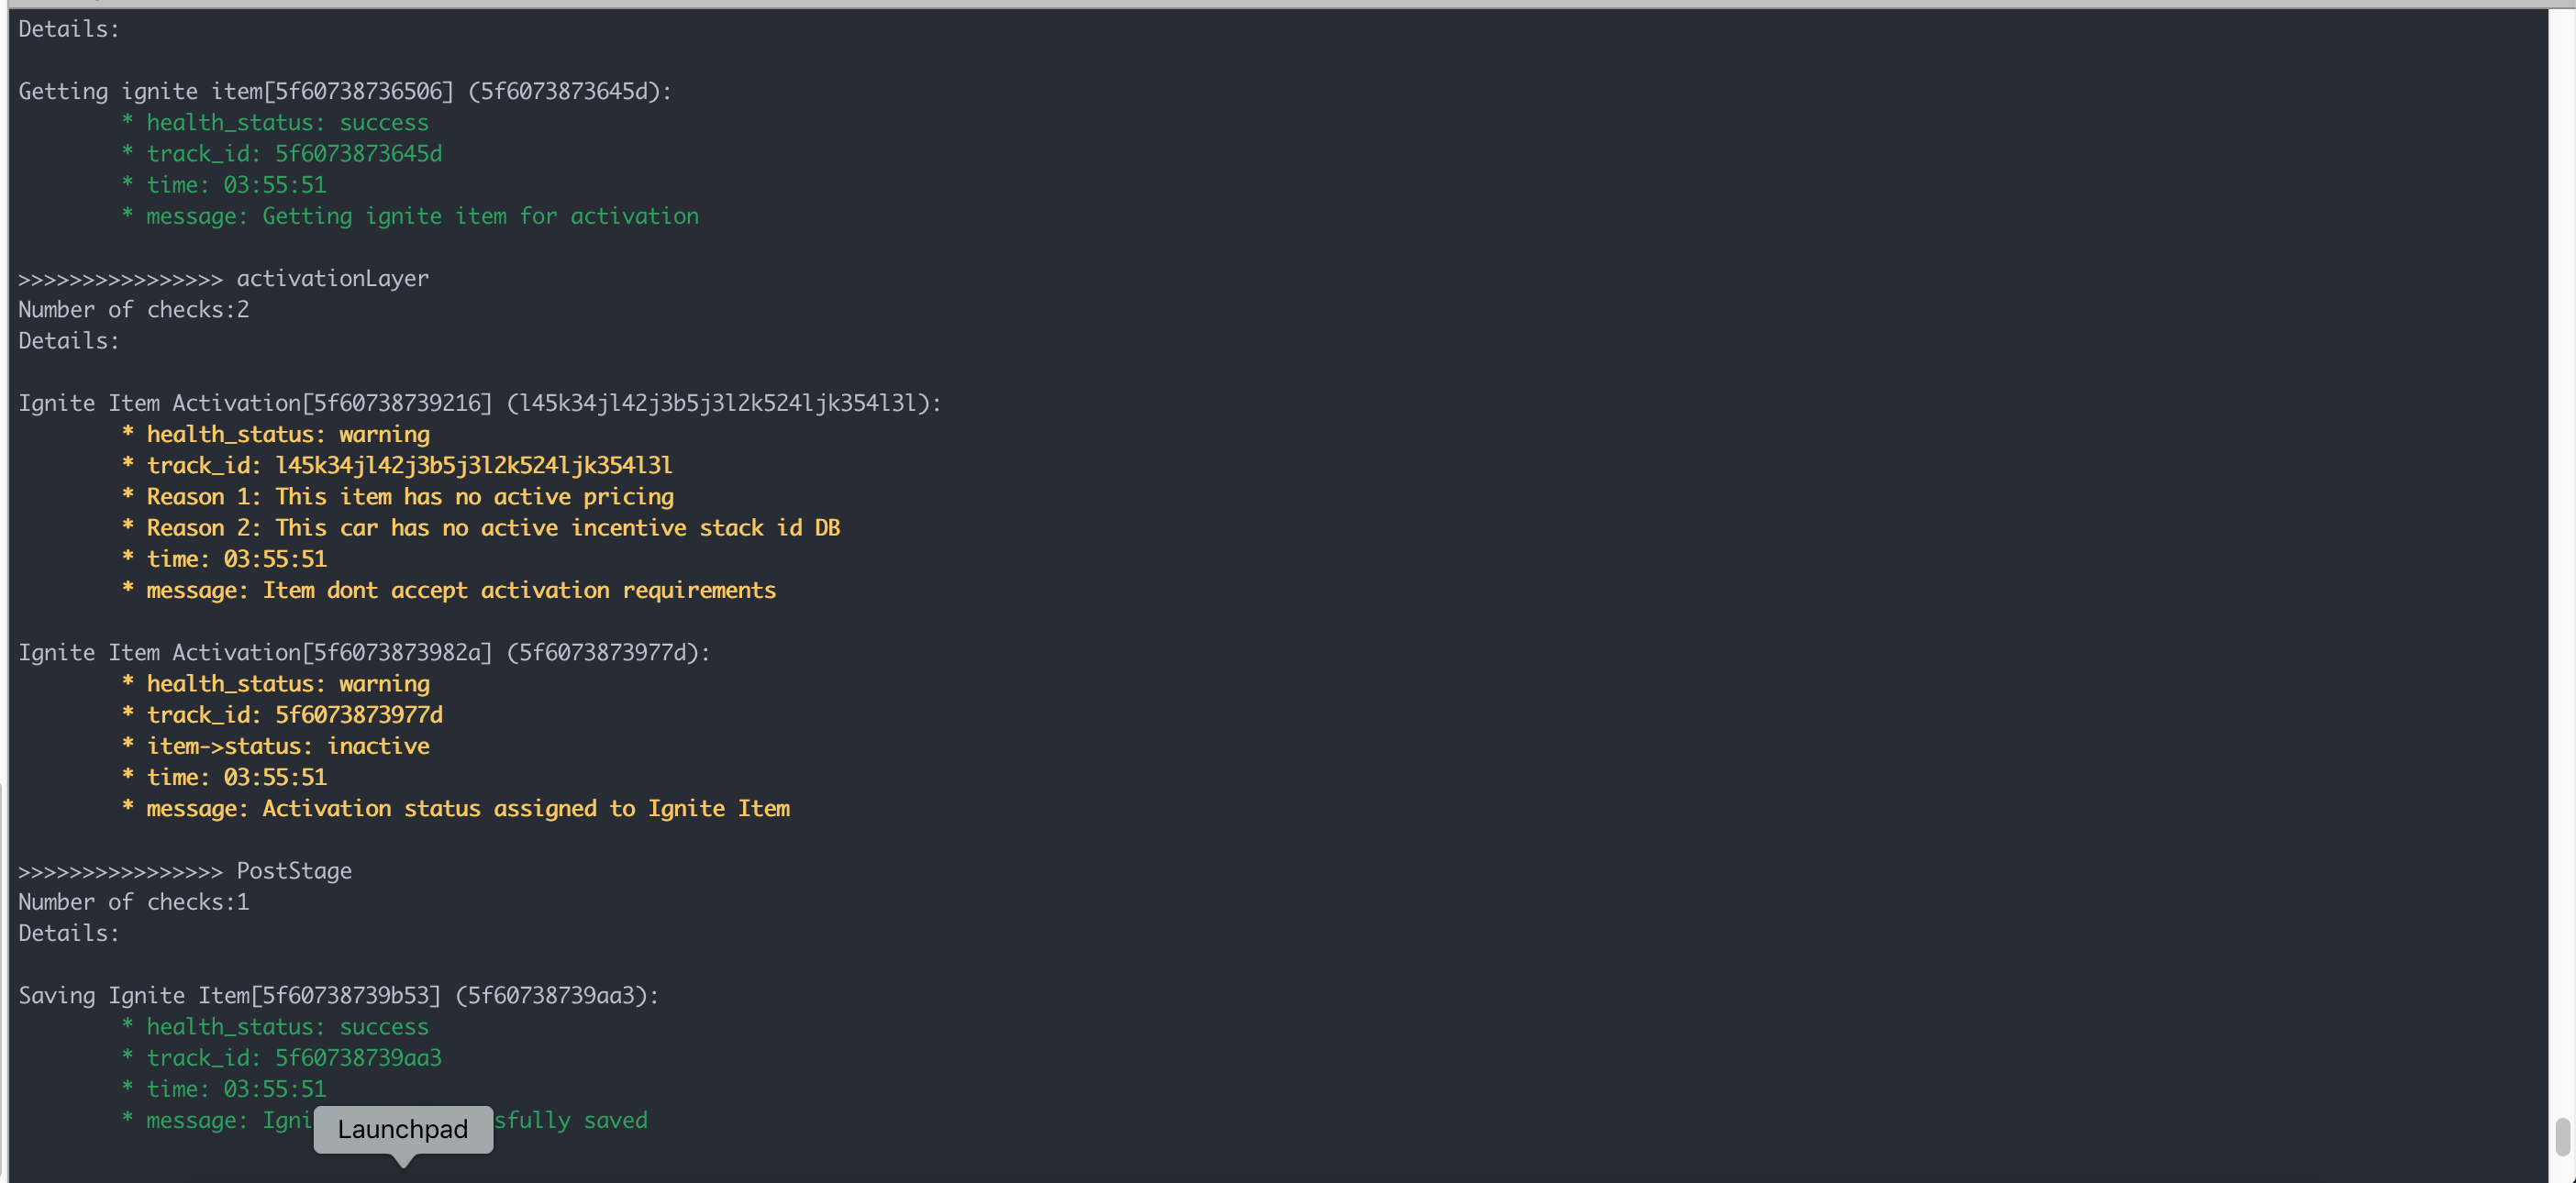 Details:
Getting ignite item[5f60738736506] (5f6073873645d):
* health_status: success
* track_id: 5f6073873645d
* time: 03:55:51
* message: Getting ignite item for activation
>>>>>>>>>>>>>>>> activationLayer
Number of checks:2
Details:
Ignite Item Activation[5f60738739216] (l45k34jl42j3b5j3l2k524ljk354l3l):
* health_status: warning
* track_id: l45k34jl42j3b5j3l2k524ljk354l3l
* Reason 1: This item has no active pricing
* Reason 2: This car has no active incentive stack id DB
* time: 03:55:51
* message: Item dont accept activation requirements
Ignite Item Activation[5f6073873982a] (5f6073873977d):
* health_status: warning
* track_id: 5f6073873977d
* item->status: inactive
* time: 03:55:51
* message: Activation status assigned to Ignite Item
>>>>>>>>>>>>>>>> PostStage
Number of checks:1
Details:
Saving Ignite Item[5f60738739b53] (5f60738739aa3):
* health_status: success
* track_id: 5f60738739aa3
* time: 03:55:51
* message: Igni sfully saved
Launchpad